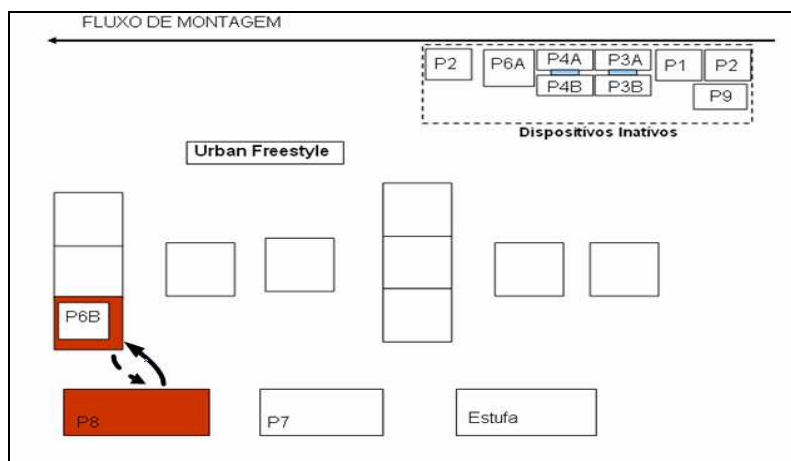 FLUXO DE MONTAGEM
P2
P6A
P4A
P3A
P1
P2
P4B
P3B
P9
Dispositivos Inativos
Urban Freestyle
P6B
P8
P7
Estufa